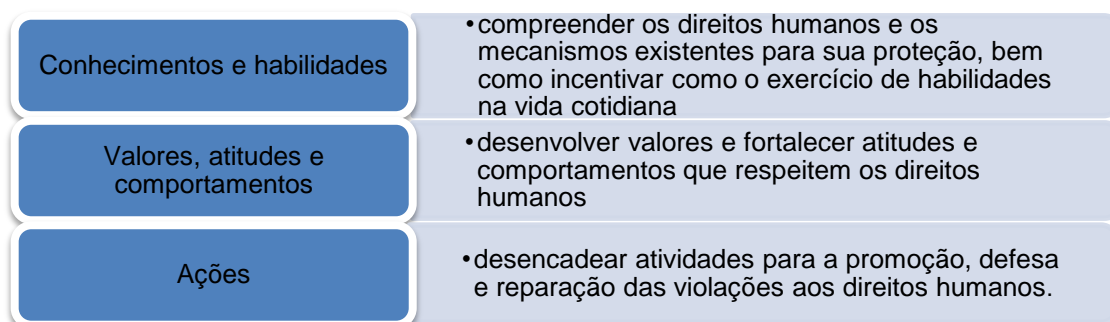 Conhecimentos e habilidades
•compreender os direitos humanos e os
mecanismos existentes para sua proteção, bem
como incentivar como o exercício de habilidades
na vida cotidiana
Valores, atitudes e
comportamentos
•desenvolver valores e fortalecer atitudes e
comportamentos que respeitem os direitos
humanos
Ações
•desencadear atividades para a promoção, defesa
e reparação das violações aos direitos humanos.